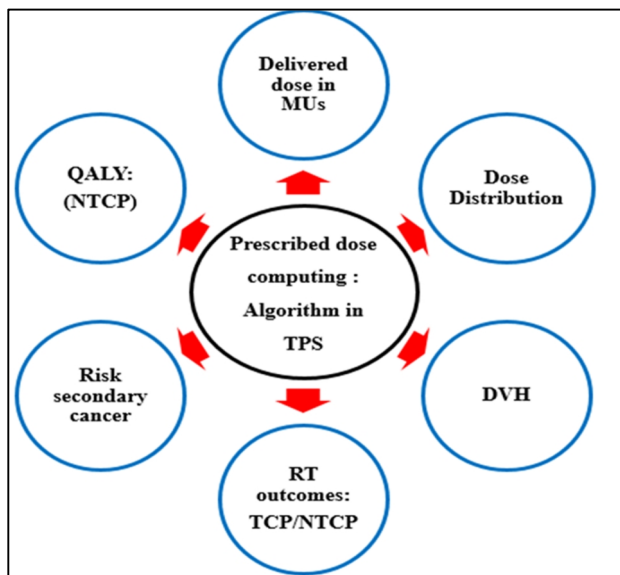 Delivered
dose in
MUs
QALY:
(NTCP)
Dose
Distribution
Prescribed dose
computing :
Algorithm in
TPS
Risk
secondary
cancer
DVH
RT
outcomes:
TCP/NTCP